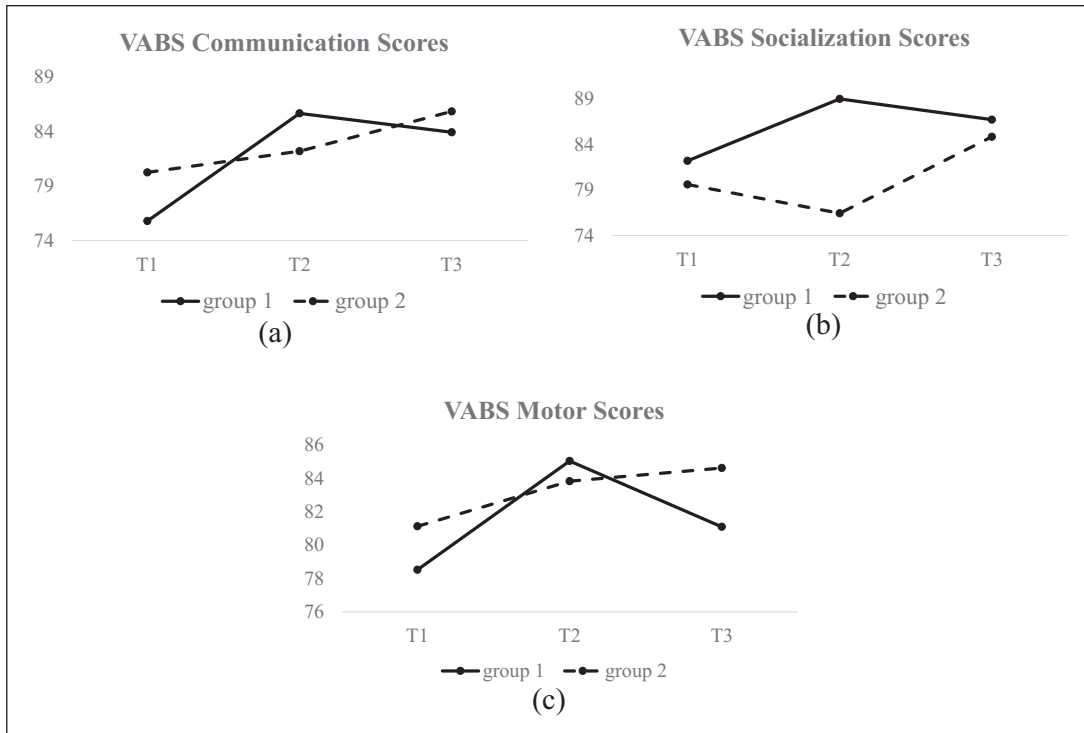 VABS Communication Scores
89
84
79
74
T1 T2 T3
group 1 group 2
(a)
VABS Socialization Scores
89
84
79
74
T1 T2 T3
group 1 group 2
(b)
VABS Motor Scores
86
84
82
80
78
76
T1 T2 T3
group 1 group 2
(c)